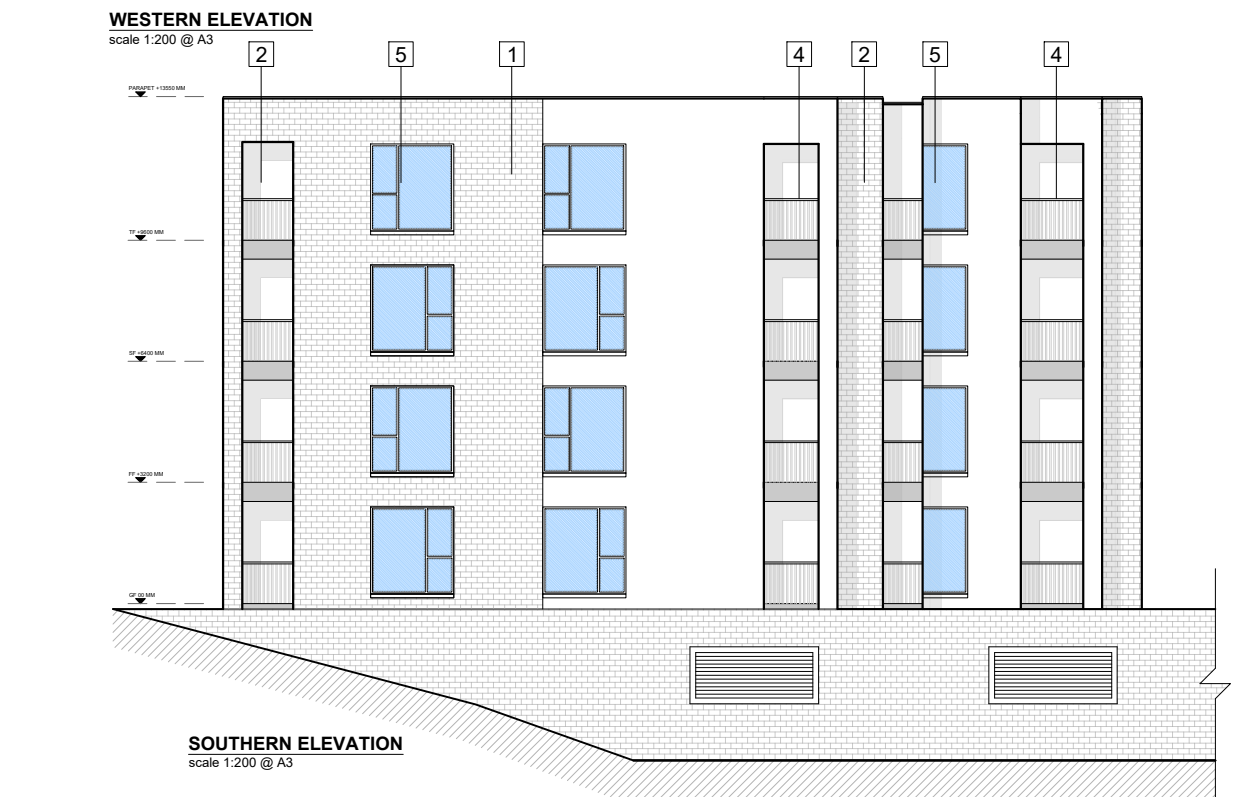 WESTERN ELEVATION
scale 1:200 @ A3
2 5 1 4 2 5 4
PARAPET +13550 MM
TF +9600 MM
SF +6400 MM
FF +3200 MM
GF 00 MM
SOUTHERN ELEVATION
scale 1:200 @ A3